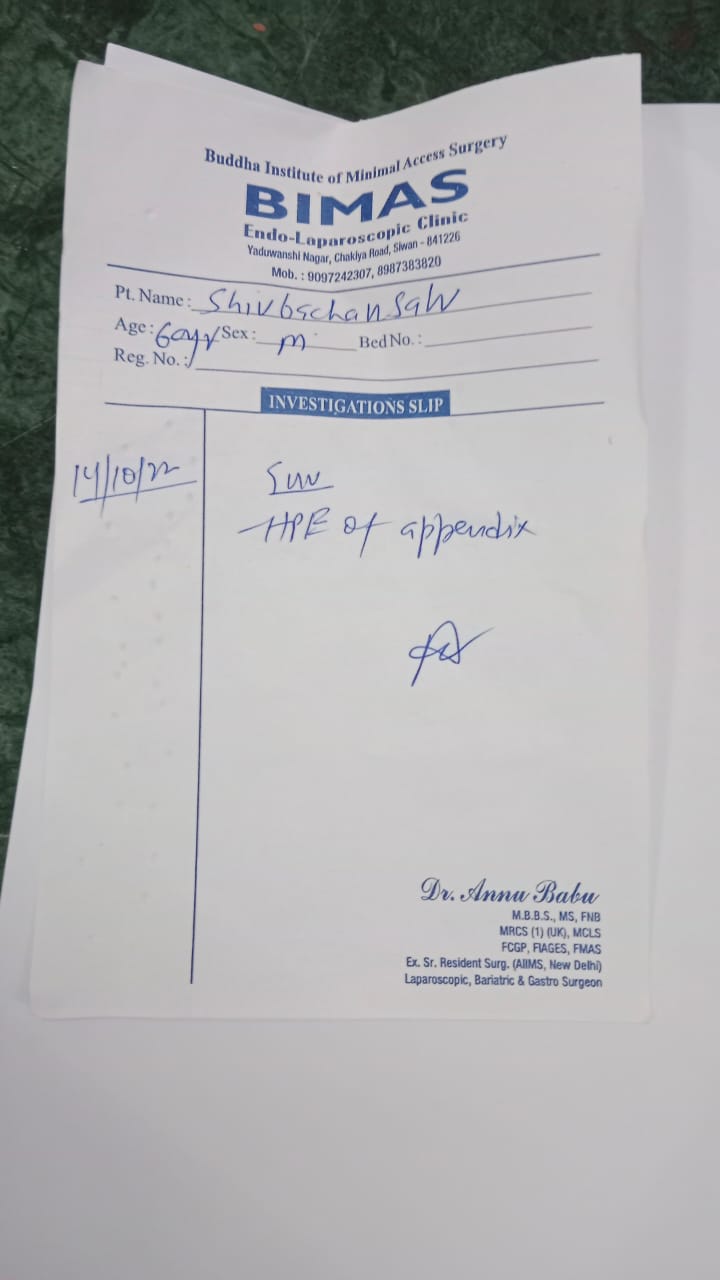 Buddha Institute of Minimal Access Surgery
BIMAS
Endo-Laparoscopic Clinic
Yaduwanshi Nagar, Chakiya Road, Siwan - 841226
Mob. : 9097242307, 8987383820
Pt. Name : Shivbachan Saw
Age : 60yr Sex : m Bed No. :
Reg. No. :
INVESTIGATIONS SLIP
14/10/22
HPE of appendix
Dr. Annu Babu
M.B.B.S., MS, FNB
MRCS (1) (UK), MCLS
FCGP, FIAGES, FMAS
Ex. Sr. Resident Surg. (AIIMS, New Delhi)
Laparoscopic, Bariatric & Gastro Surgeon